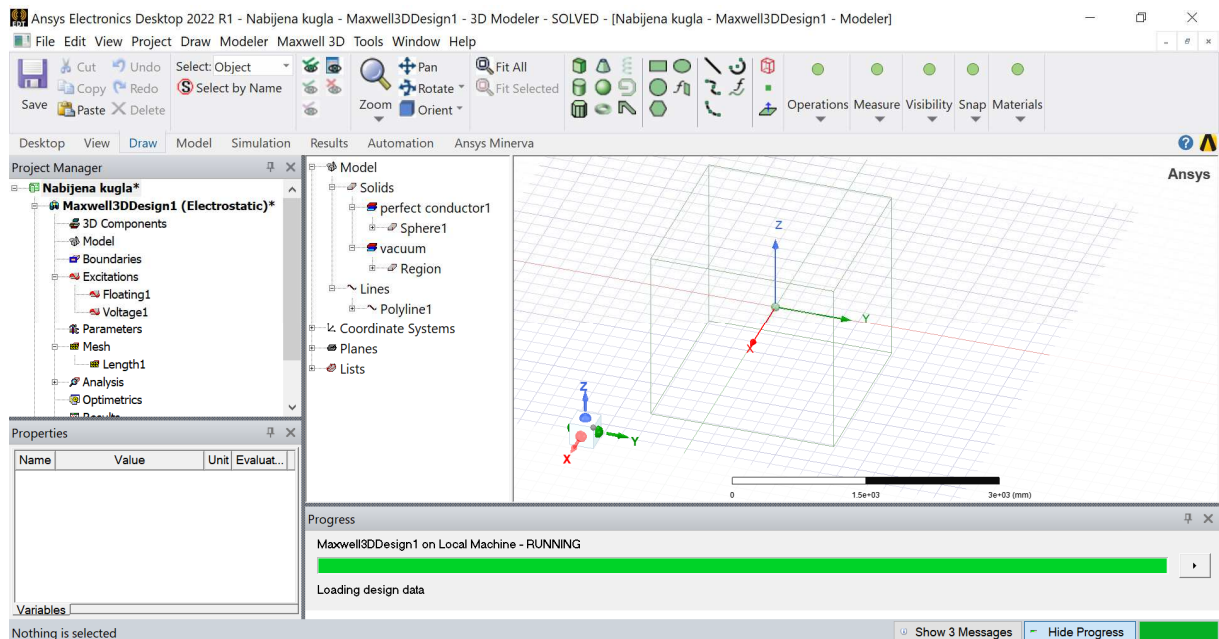 Ansys Electronics Desktop 2022 R1 - Nabijena kugla - Maxwell3DDesign1 - 3D Modeler - SOLVED - [Nabijena kugla - Maxwell3DDesign1 - Modeler]
File Edit View Project Draw Modeler Maxwell 3D Tools Window Help
Save
Cut Undo
Copy Redo
Paste Delete
Select: Object
Select by Name
Zoom
Pan
Rotate
Orient
Fit All
Fit Selected
Operations Measure Visibility Snap Materials
Desktop View Draw Model Simulation Results Automation Ansys Minerva
Project Manager
Nabijena kugla*
Maxwell3DDesign1 (Electrostatic)*
3D Components
Model
Boundaries
Excitations
Floating1
Voltage1
Parameters
Mesh
Length1
Analysis
Optimetrics
Results
Properties
Name Value Unit Evaluat...
Variables
Model
Solids
perfect conductor1
Sphere1
vacuum
Region
Lines
Polyline1
Coordinate Systems
Planes
Lists
Ansys
Z
Y
X
Z
Y
X
0 1.5e+03 3e+03 (mm)
Progress
Maxwell3DDesign1 on Local Machine - RUNNING
Loading design data
Nothing is selected
Show 3 Messages
Hide Progress